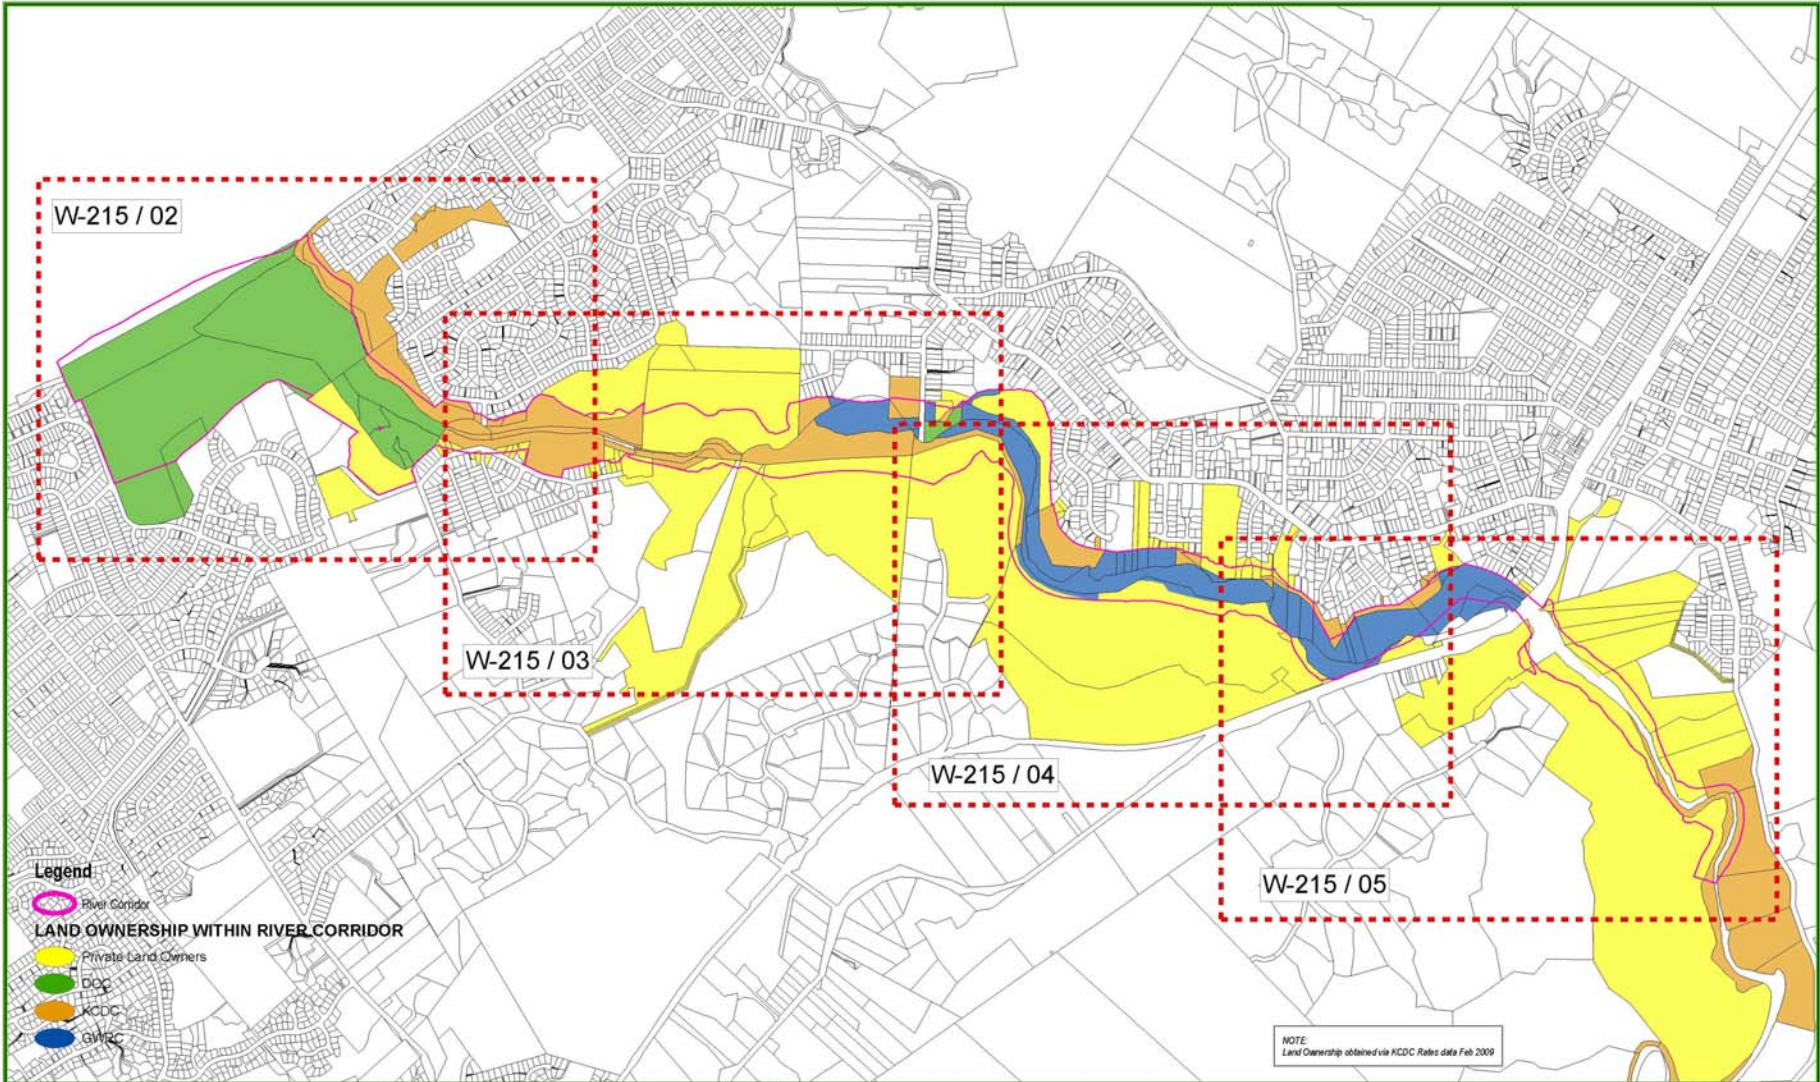 W-215 / 02
W-215 / 03
W-215 / 04
W-215 / 05
Legend
River Corridor
LAND OWNERSHIP WITHIN RIVER CORRIDOR
Private Land Owners
DOC
KCDC
GWRC
NOTE:
Land Ownership obtained via KCDC Rates data Feb 2009